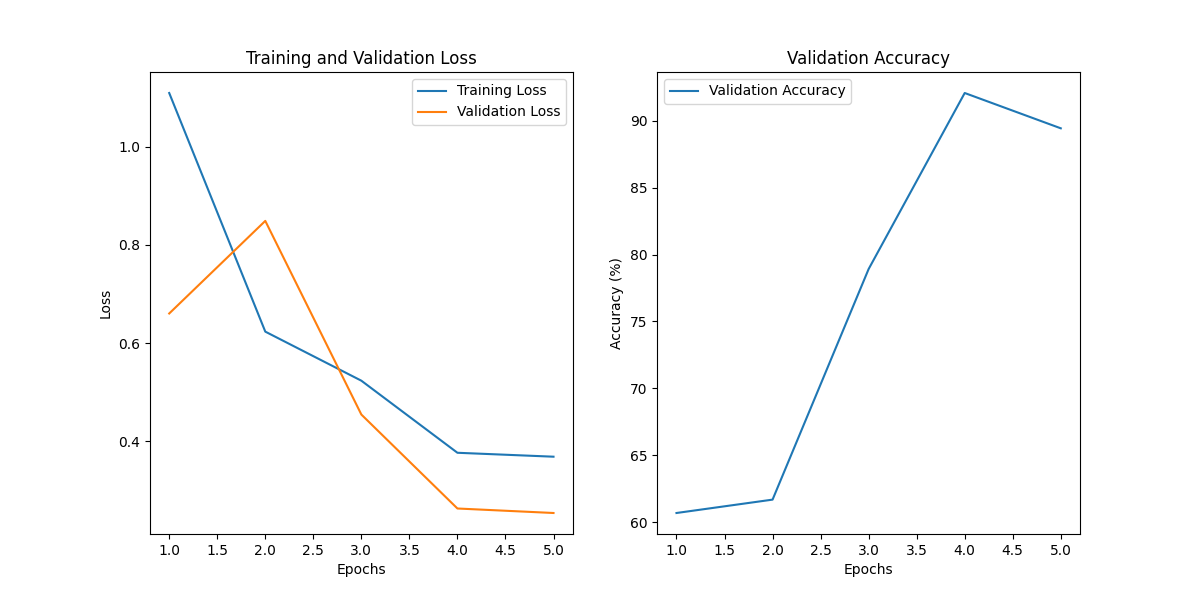 Training and Validation Loss
Training Loss
Validation Loss
1.0
0.8
0.6
0.4
Loss
1.0 1.5 2.0 2.5 3.0 3.5 4.0 4.5 5.0
Epochs
Validation Accuracy
Validation Accuracy
90
85
80
75
70
65
60
Accuracy (%)
1.0 1.5 2.0 2.5 3.0 3.5 4.0 4.5 5.0
Epochs